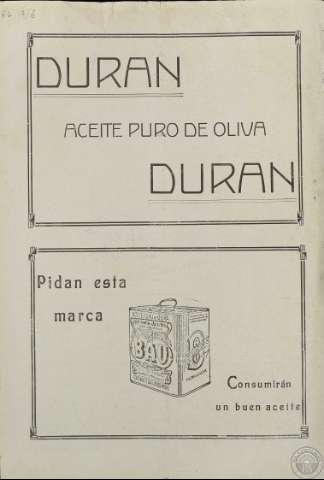 DURAN
ACEITE PURO DE OLIVA
DURAN
Pidan esta
marca
BAU
Consumirán
un buen aceite